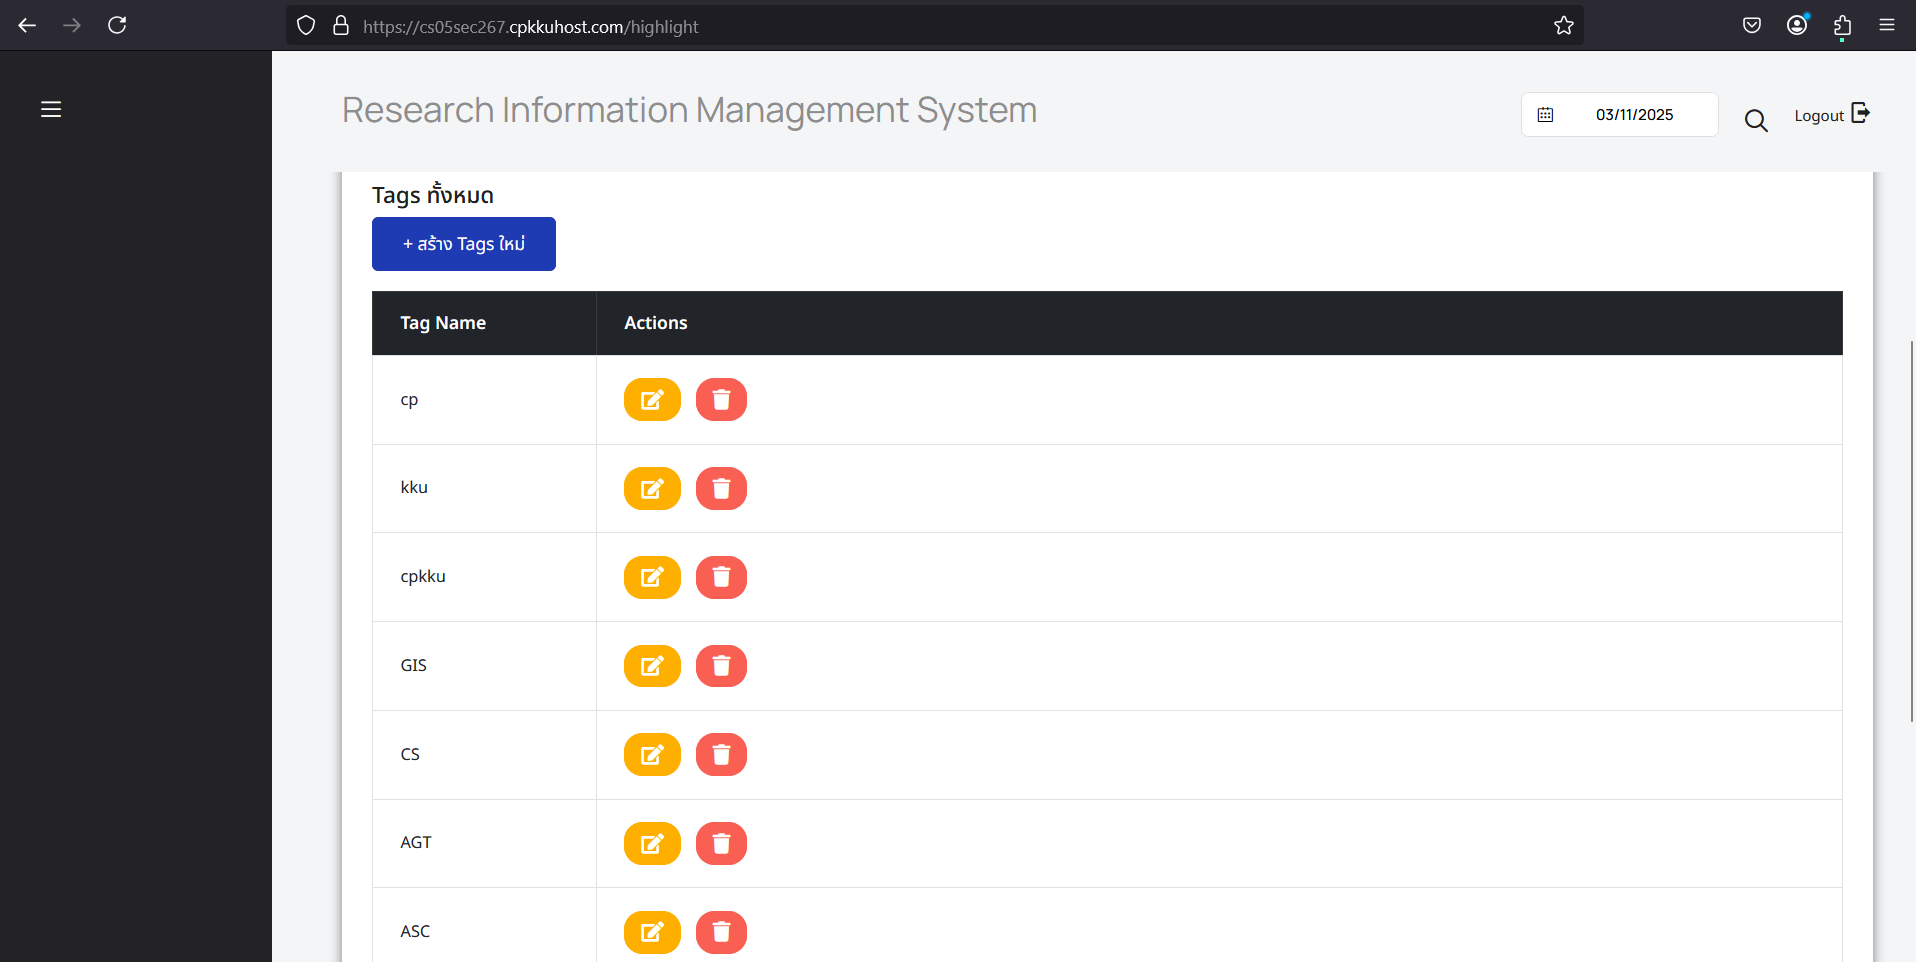 https://cs05sec267.cpkkuhost.com/highlight
Research Information Management System
03/11/2025
Logout
Tags ทั้งหมด
+ สร้าง Tags ใหม่
Tag Name Actions
cp
kku
cpkku
GIS
CS
AGT
ASC